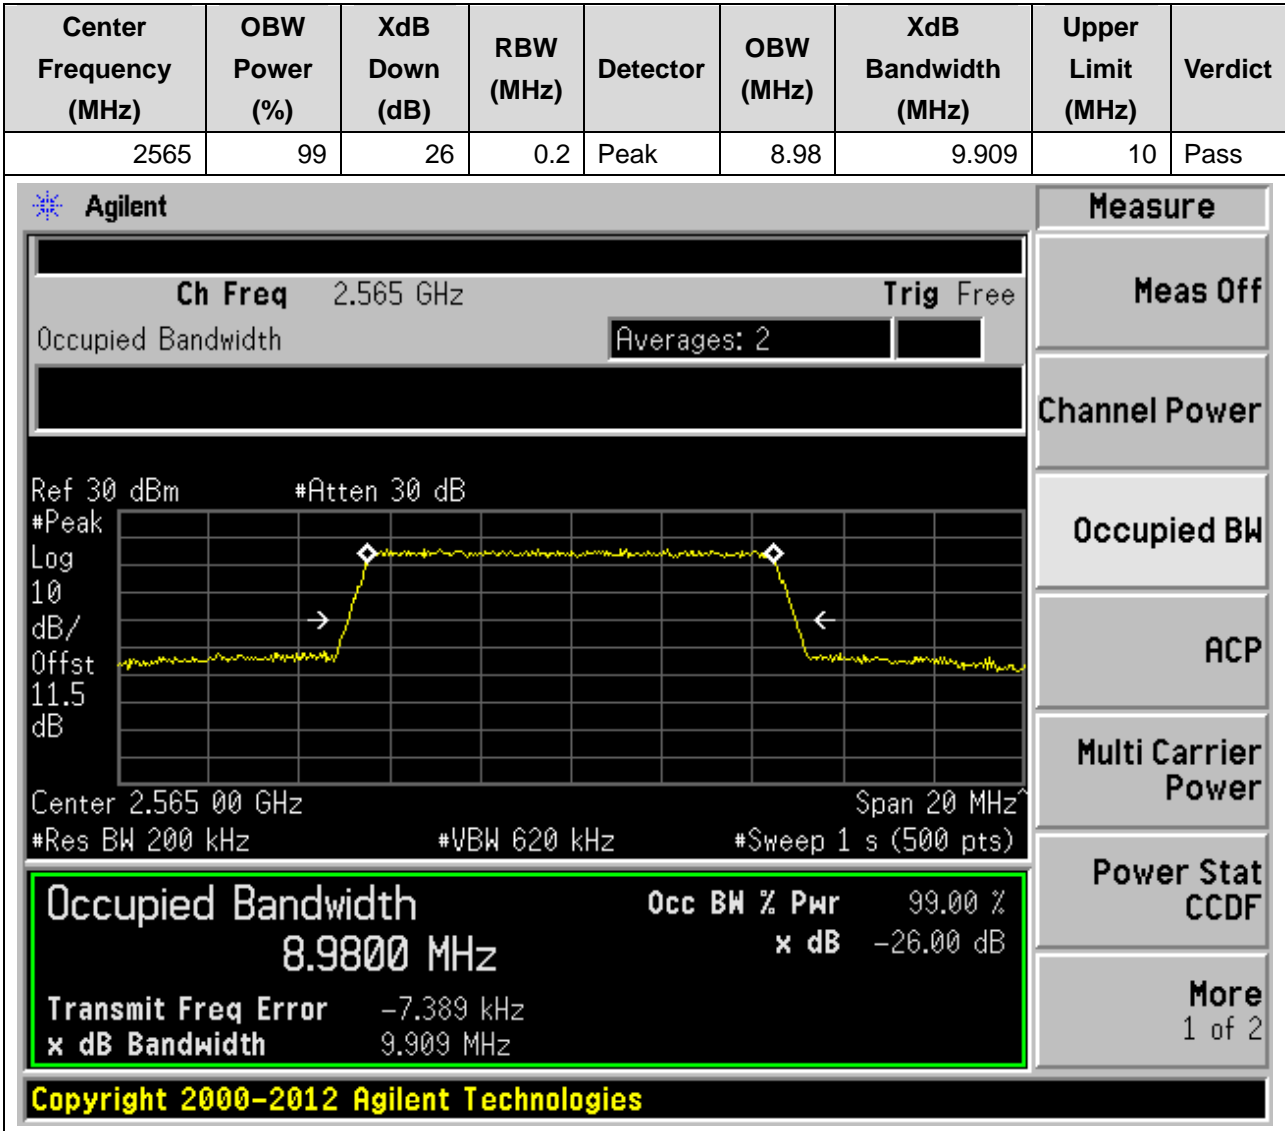 Center Frequency (MHz) OBW Power (%) XdB Down (dB) RBW (MHz) Detector OBW (MHz) XdB Bandwidth (MHz) Upper Limit (MHz) Verdict
2565 99 26 0.2 Peak 8.98 9.909 10 Pass
Agilent
Measure
Ch Freq 2.565 GHz Trig Free
Meas Off
Occupied Bandwidth Averages: 2
Channel Power
Ref 30 dBm #Atten 30 dB
#Peak
Log
10
dB/
Offst
11.5
dB
Occupied BW
ACP
Multi Carrier
Power
Center 2.565 00 GHz Span 20 MHz^
#Res BW 200 kHz #VBW 620 kHz #Sweep 1 s (500 pts)
Power Stat
CCDF
Occupied Bandwidth Occ BW % Pwr 99.00 %
8.9800 MHz x dB -26.00 dB
Transmit Freq Error -7.389 kHz
x dB Bandwidth 9.909 MHz
More
1 of 2
Copyright 2000-2012 Agilent Technologies